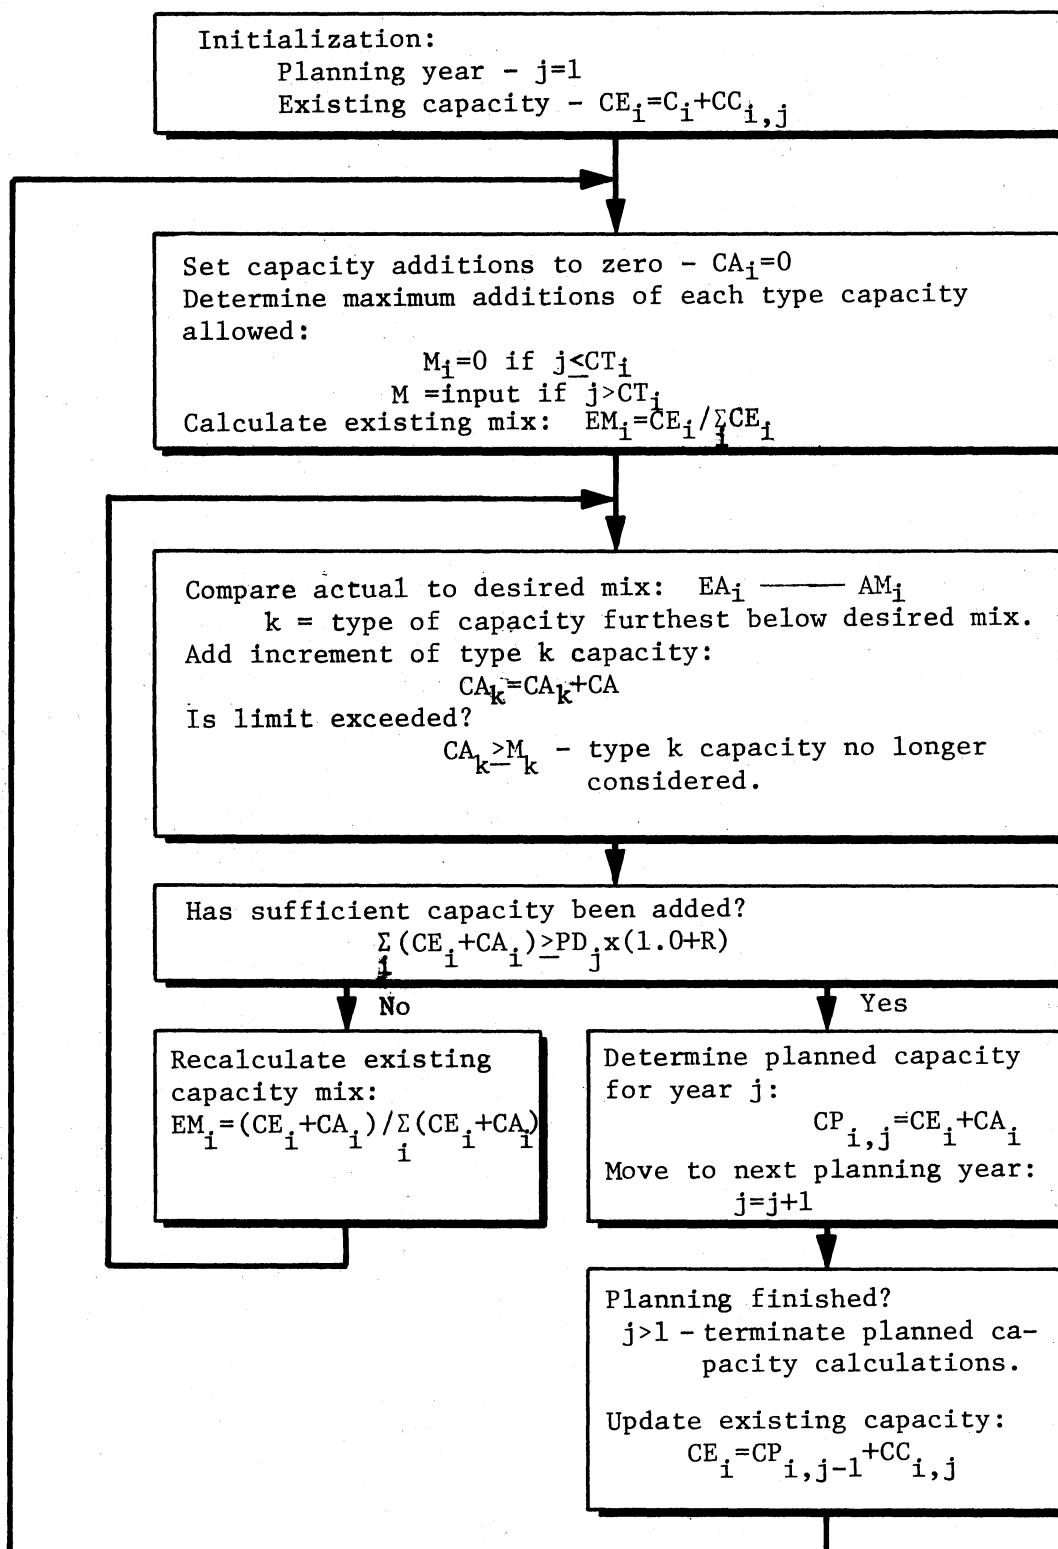 Initialization:
Planning year - j=1
Existing capacity - CE_i=C_i+CC_i,j
Set capacity additions to zero - CA_i=0
Determine maximum additions of each type capacity
allowed:
M_i=0 if j≤CT_i
M =input if j>CT_i
Calculate existing mix: EM_i=CE_i/Σ_i CE_i
Compare actual to desired mix: EA_i —— AM_i
k = type of capacity furthest below desired mix.
Add increment of type k capacity:
CA_k=CA_k+CA
Is limit exceeded?
CA_k≥M_k - type k capacity no longer
considered.
Has sufficient capacity been added?
Σ_i(CE_i+CA_i)≥PD_j x(1.0+R)
No
Yes
Recalculate existing
capacity mix:
EM_i=(CE_i+CA_i)/Σ_i(CE_i+CA_i)
Determine planned capacity
for year j:
CP_i,j=CE_i+CA_i
Move to next planning year:
j=j+1
Planning finished?
j>1 - terminate planned ca-
pacity calculations.
Update existing capacity:
CE_i=CP_i,j-1+CC_i,j